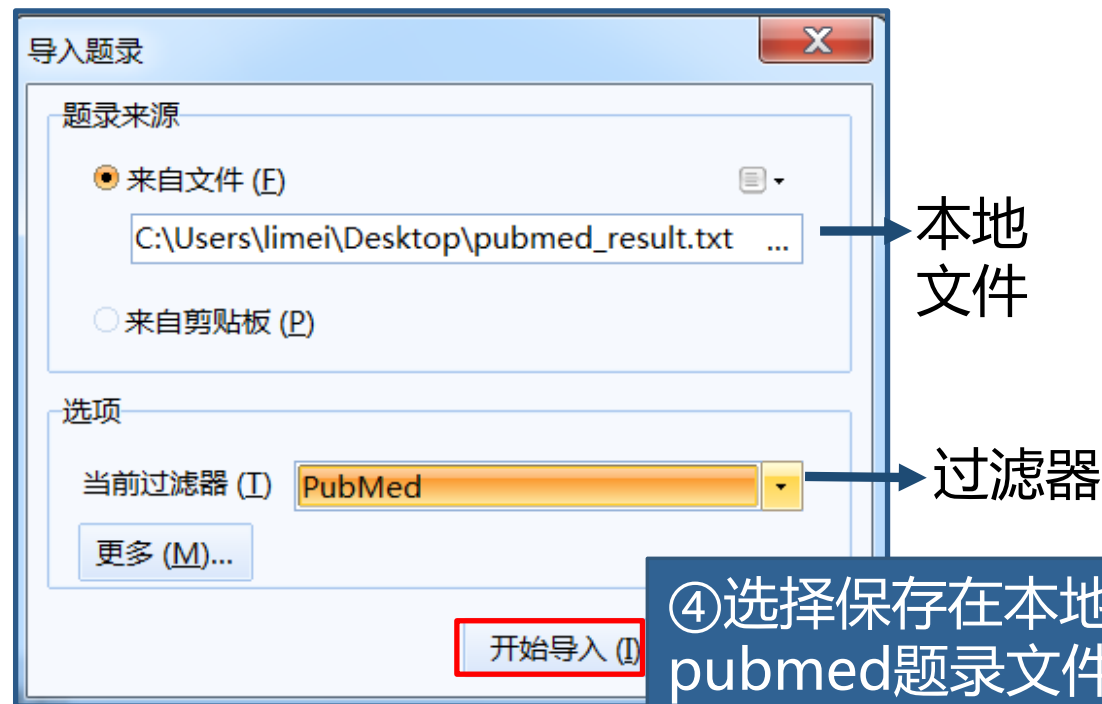 导入题录
题录来源
来自文件 (F)
C:\Users\limei\Desktop\pubmed_result.txt ...
本地
文件
来自剪贴板 (P)
选项
当前过滤器 (T) PubMed
过滤器
更多 (M)...
开始导入 (I)
④选择保存在本地
pubmed题录文件